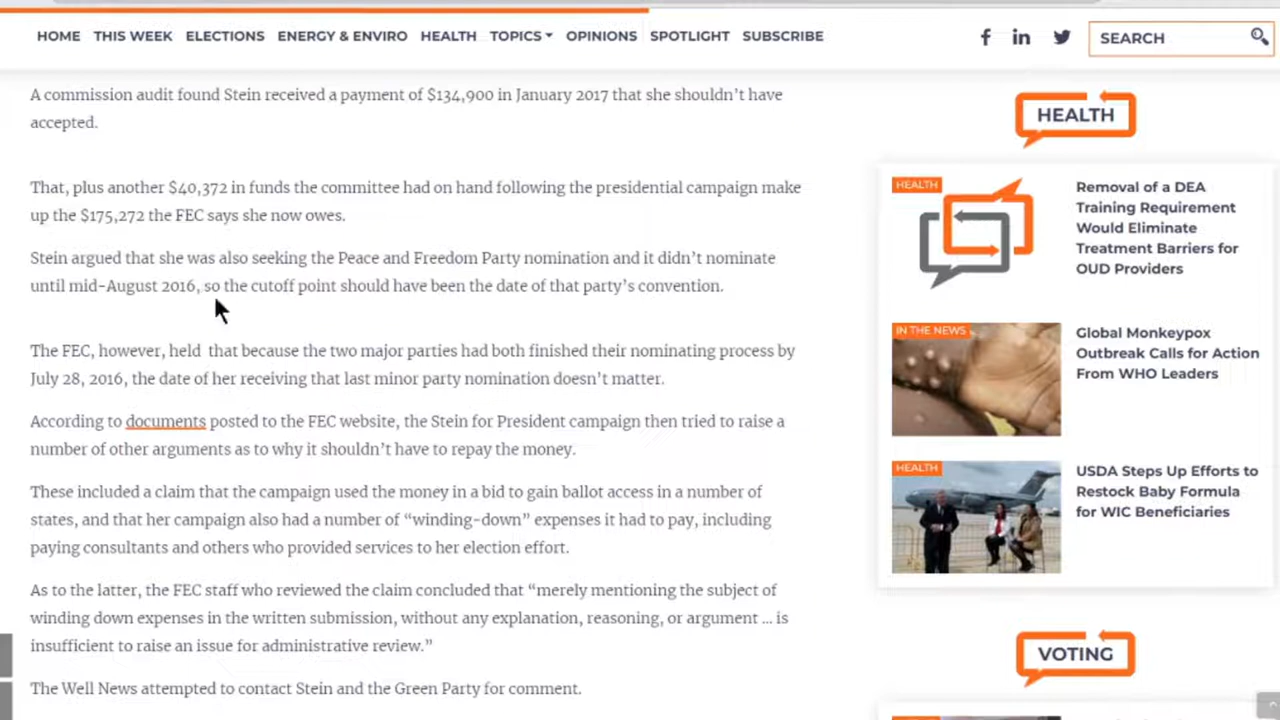 HOME THIS WEEK ELECTIONS ENERGY & ENVIRO HEALTH TOPICS OPINIONS SPOTLIGHT SUBSCRIBE
SEARCH
A commission audit found Stein received a payment of $134,900 in January 2017 that she shouldn't have
accepted.
That, plus another $40,372 in funds the committee had on hand following the presidential campaign make
up the $175,272 the FEC says she now owes.
Stein argued that she was also seeking the Peace and Freedom Party nomination and it didn't nominate
until mid-August 2016, so the cutoff point should have been the date of that party's convention.
The FEC, however, held that because the two major parties had both finished their nominating process by
July 28, 2016, the date of her receiving that last minor party nomination doesn't matter.
According to documents posted to the FEC website, the Stein for President campaign then tried to raise a
number of other arguments as to why it shouldn't have to repay the money.
These included a claim that the campaign used the money in a bid to gain ballot access in a number of
states, and that her campaign also had a number of “winding-down” expenses it had to pay, including
paying consultants and others who provided services to her election effort.
As to the latter, the FEC staff who reviewed the claim concluded that “merely mentioning the subject of
winding down expenses in the written submission, without any explanation, reasoning, or argument … is
insufficient to raise an issue for administrative review.”
The Well News attempted to contact Stein and the Green Party for comment.
HEALTH
HEALTH
Removal of a DEA
Training Requirement
Would Eliminate
Treatment Barriers for
OUD Providers
IN THE NEWS
Global Monkeypox
Outbreak Calls for Action
From WHO Leaders
HEALTH
USDA Steps Up Efforts to
Restock Baby Formula
for WIC Beneficiaries
VOTING